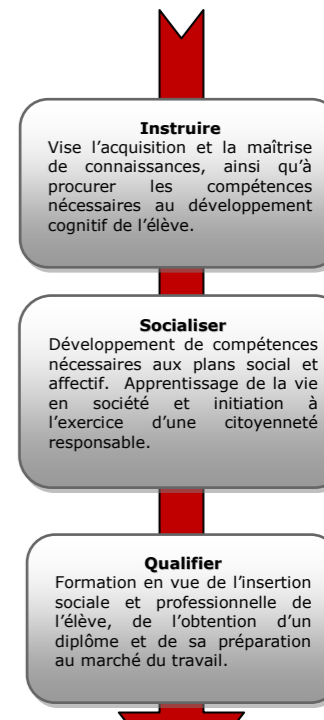 Instruire
Vise l’acquisition et la maîtrise
de connaissances, ainsi qu’à
procurer les compétences
nécessaires au développement
cognitif de l’élève.
Socialiser
Développement de compétences
nécessaires aux plans social et
affectif. Apprentissage de la vie
en société et initiation à
l’exercice d’une citoyenneté
responsable.
Qualifier
Formation en vue de l’insertion
sociale et professionnelle de
l’élève, de l’obtention d’un
diplôme et de sa préparation
au marché du travail.